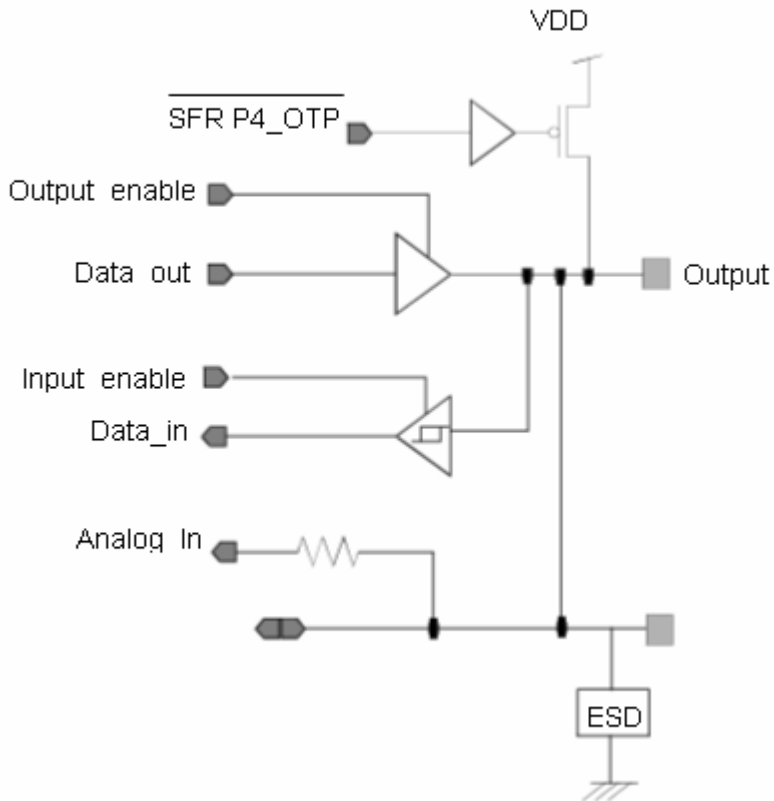 VDD
SFR P4_OTP
Output enable
Data out
Output
Input enable
Data_in
Analog In
ESD